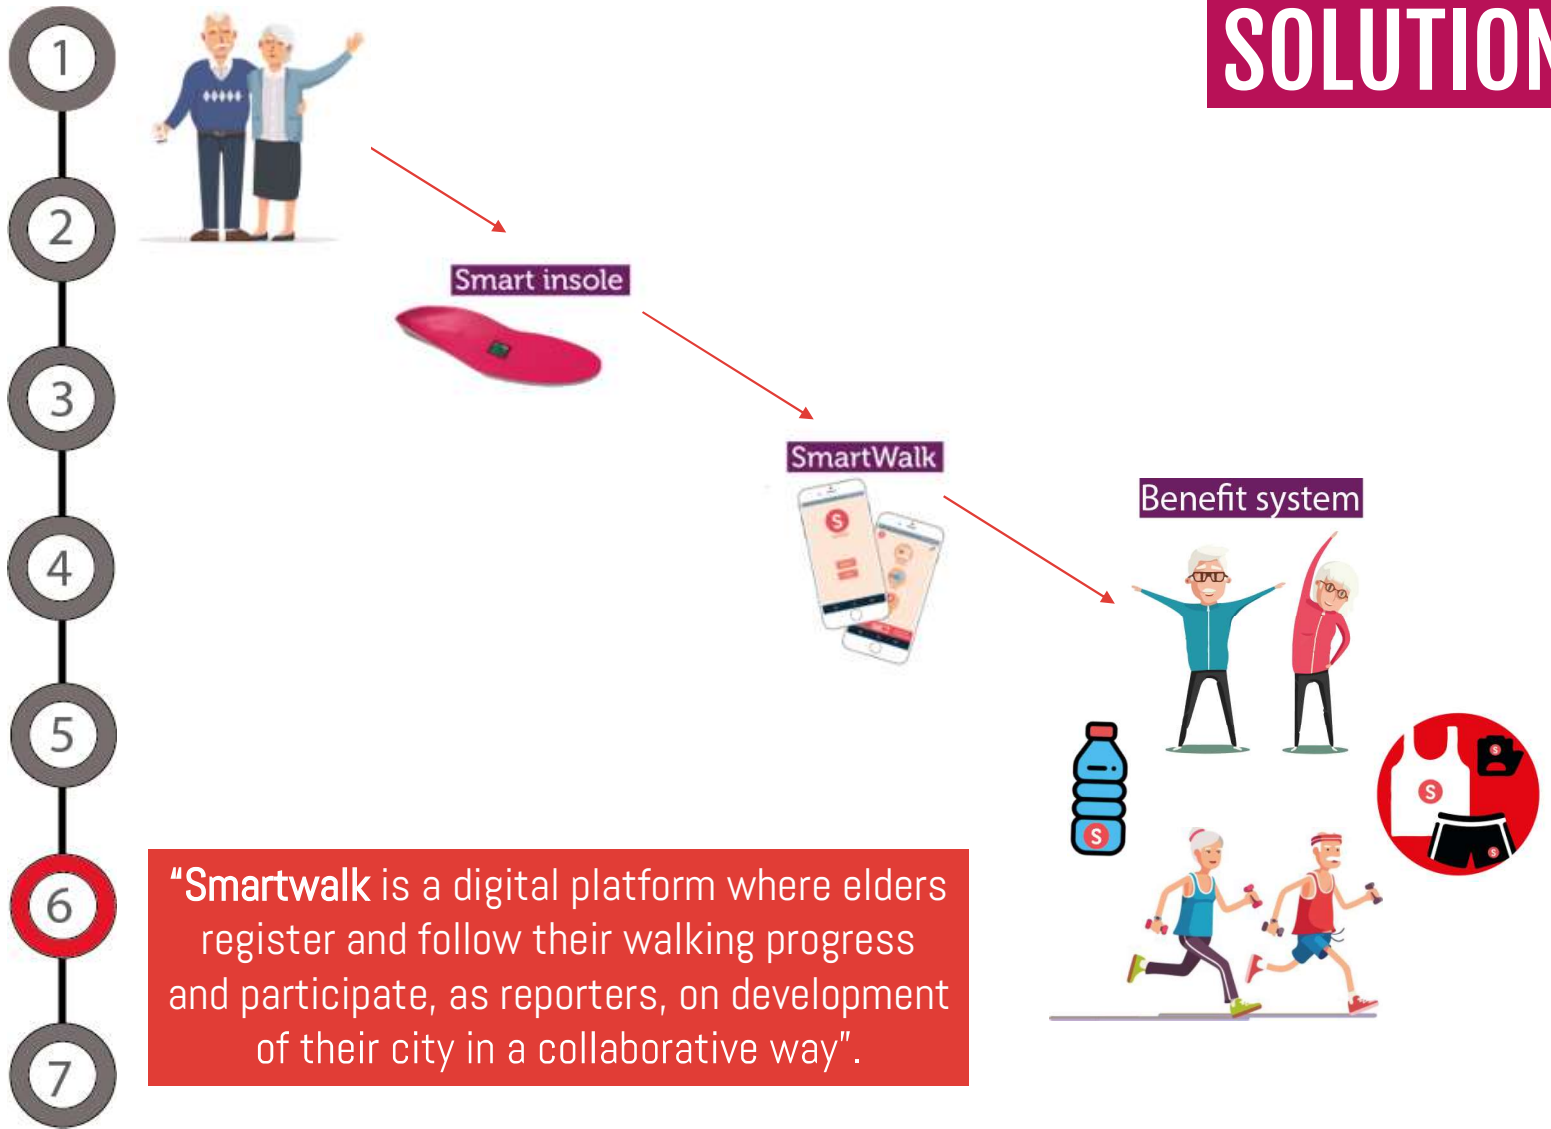 SOLUTION
1
2
3
4
5
6
7
Smart insole
SmartWalk
S
Benefit system
S
S
S
S
“Smartwalk is a digital platform where elders
register and follow their walking progress
and participate, as reporters, on development
of their city in a collaborative way”.